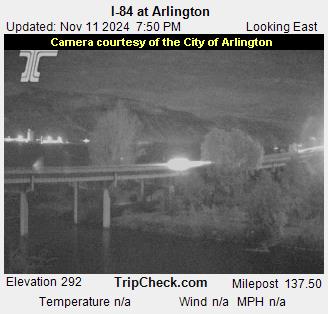 I-84 at Arlington
Updated: Nov 11 2024 7:50 PM Looking East
Camera courtesy of the City of Arlington
Elevation 292 TripCheck.com Milepost 137.50
Temperature n/a Wind n/a MPH n/a